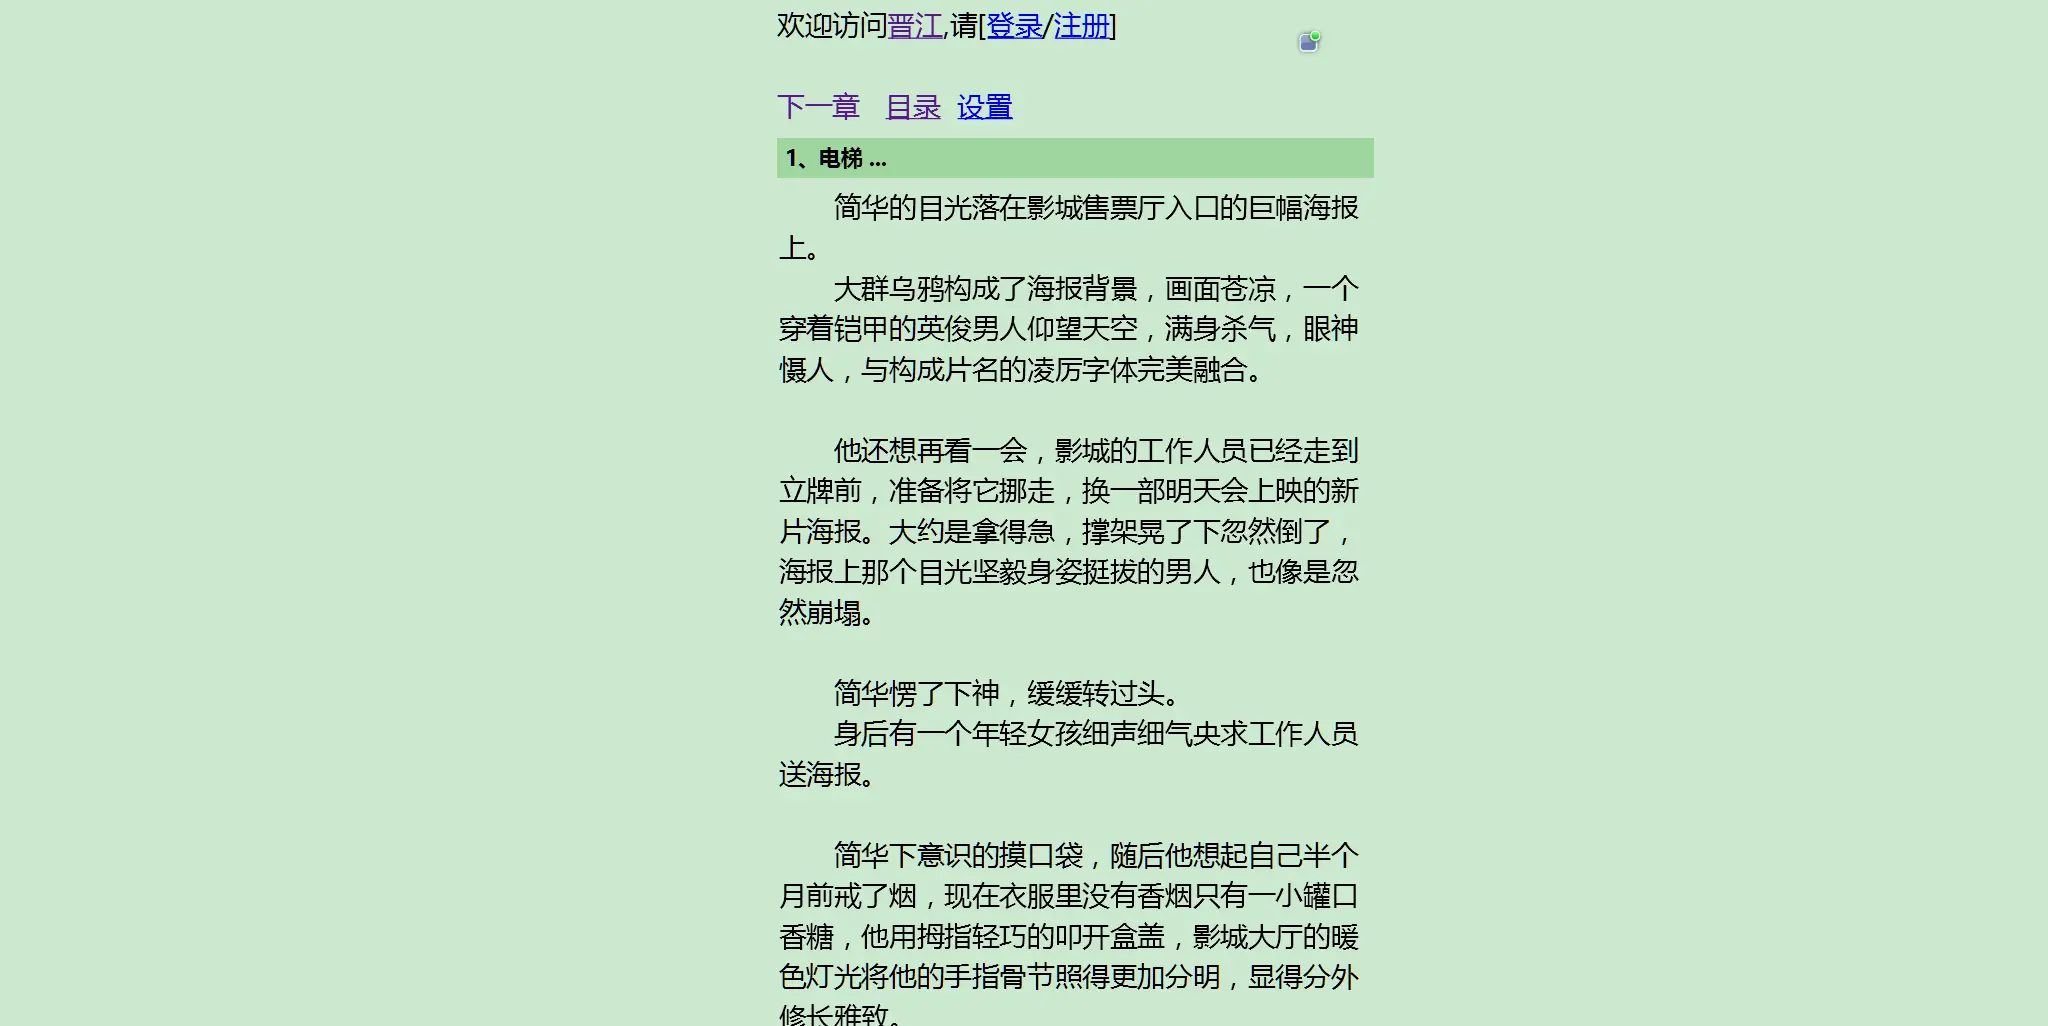 欢迎访问晋江,请[登录/注册]
下一章 目录 设置
1、电梯 ...
简华的目光落在影城售票厅入口的巨幅海报
上。
大群乌鸦构成了海报背景，画面苍凉，一个
穿着铠甲的英俊男人仰望天空，满身杀气，眼神
慑人，与构成片名的凌厉字体完美融合。
他还想再看一会，影城的工作人员已经走到
立牌前，准备将它挪走，换一部明天会上映的新
片海报。大约是拿得急，撑架晃了下忽然倒了，
海报上那个目光坚毅身姿挺拔的男人，也像是忽
然崩塌。
简华愣了下神，缓缓转过头。
身后有一个年轻女孩细声细气央求工作人员
送海报。
简华下意识的摸口袋，随后他想起自己半个
月前戒了烟，现在衣服里没有香烟只有一小罐口
香糖，他用拇指轻巧的叩开盒盖，影城大厅的暖
色灯光将他的手指骨节照得更加分明，显得分外
修长雅致。